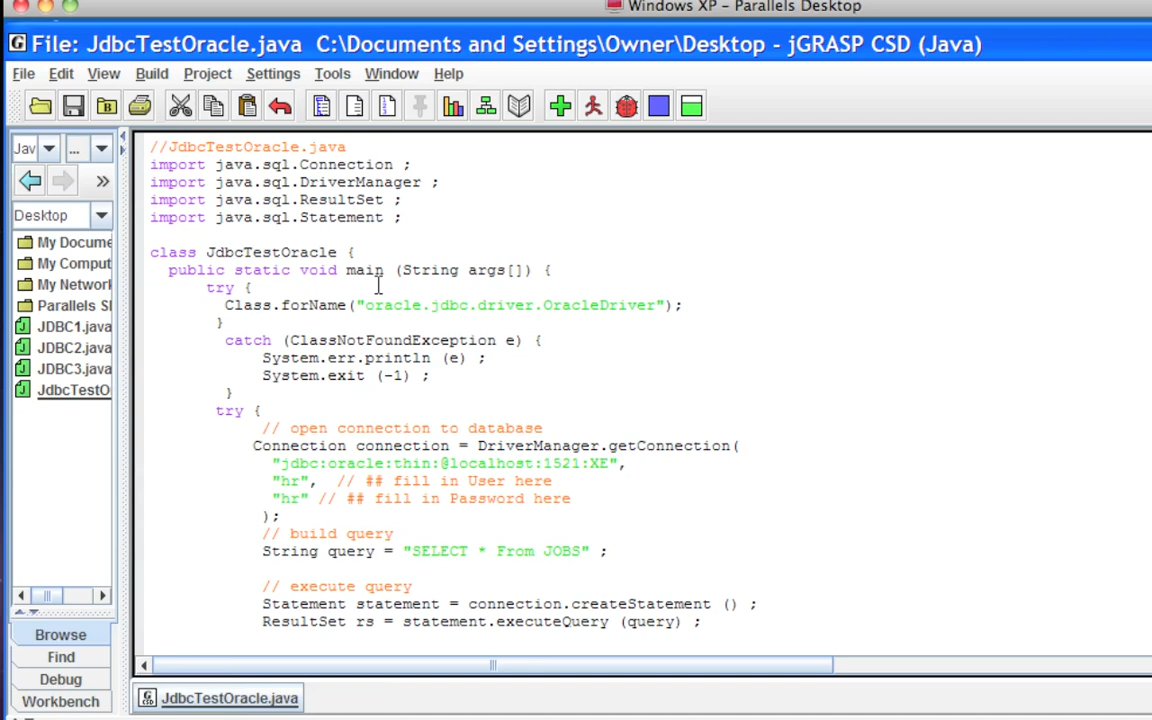 Windows XP – Parallels Desktop
File: JdbcTestOracle.java C:\Documents and Settings\Owner\Desktop - jGRASP CSD (Java)
File Edit View Build Project Settings Tools Window Help
Jav
...
»
Desktop
My Docume
My Comput
My Networ
Parallels S
JDBC1.java
JDBC2.java
JDBC3.java
JdbcTestO
Browse
Find
Debug
Workbench
//JdbcTestOracle.java
import java.sql.Connection ;
import java.sql.DriverManager ;
import java.sql.ResultSet ;
import java.sql.Statement ;
class JdbcTestOracle {
public static void main (String args[]) {
try {
Class.forName("oracle.jdbc.driver.OracleDriver");
}
catch (ClassNotFoundException e) {
System.err.println (e) ;
System.exit (-1) ;
}
try {
// open connection to database
Connection connection = DriverManager.getConnection(
"jdbc:oracle:thin:@localhost:1521:XE",
"hr", // ## fill in User here
"hr" // ## fill in Password here
);
// build query
String query = "SELECT * From JOBS" ;
// execute query
Statement statement = connection.createStatement () ;
ResultSet rs = statement.executeQuery (query) ;
JdbcTestOracle.java